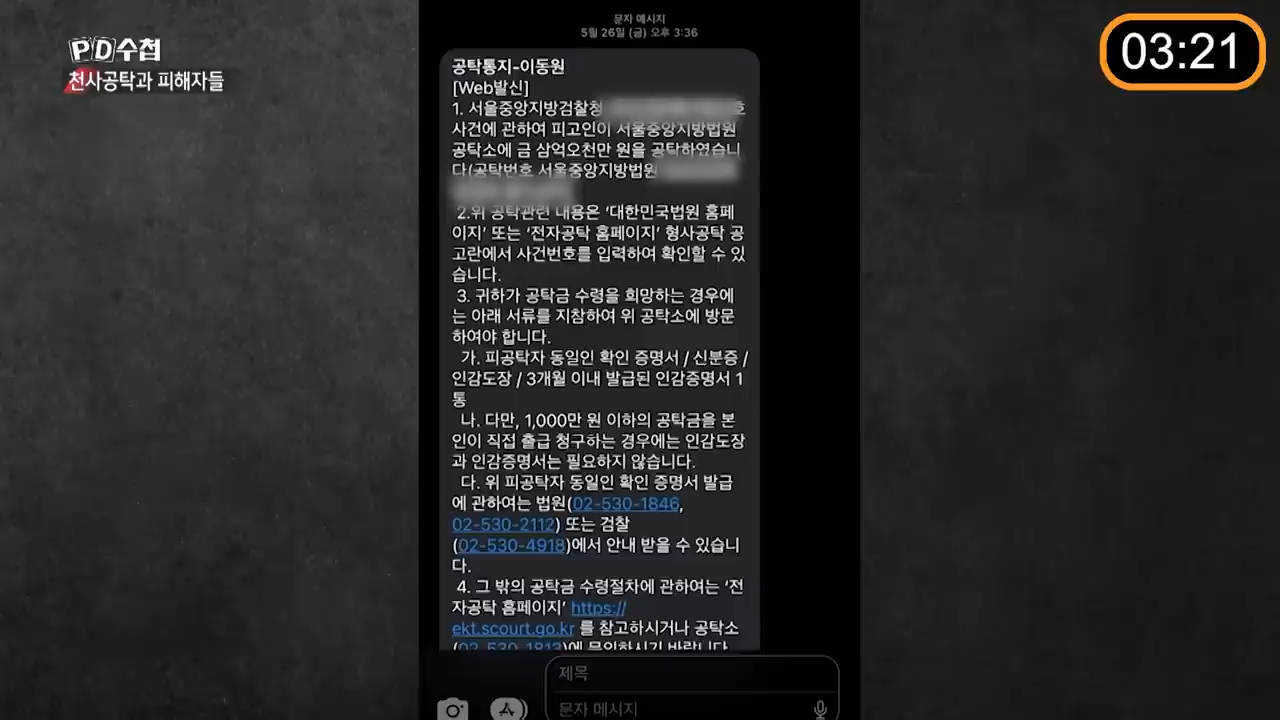 PD수첩
천사공탁과 피해자들
03:21
문자 메시지
5월 26일 (금) 오후 3:36
공탁통지-이동원
[Web발신]
1. 서울중앙지방검찰청 호
사건에 관하여 피고인이 서울중앙지방법원
공탁소에 금 삼억오천만 원을 공탁하였습니
다(공탁번호 서울중앙지방법원
2.위 공탁관련 내용은 ‘대한민국법원 홈페
이지’ 또는 ‘전자공탁 홈페이지’ 형사공탁 공
고란에서 사건번호를 입력하여 확인할 수 있
습니다.
3. 귀하가 공탁금 수령을 희망하는 경우에
는 아래 서류를 지참하여 위 공탁소에 방문
하여야 합니다.
가. 피공탁자 동일인 확인 증명서 / 신분증 /
인감도장 / 3개월 이내 발급된 인감증명서 1
통
나. 다만, 1,000만 원 이하의 공탁금을 본
인이 직접 출급 청구하는 경우에는 인감도장
과 인감증명서는 필요하지 않습니다.
다. 위 피공탁자 동일인 확인 증명서 발급
에 관하여는 법원(02-530-1846,
02-530-2112) 또는 검찰
(02-530-4918)에서 안내 받을 수 있습니
다.
4. 그 밖의 공탁금 수령절차에 관하여는 ‘전
자공탁 홈페이지’ https://
ekt.scourt.go.kr 를 참고하시거나 공탁소
(02-530-1813)에 문의하시기 바랍니다
제목
문자 메시지